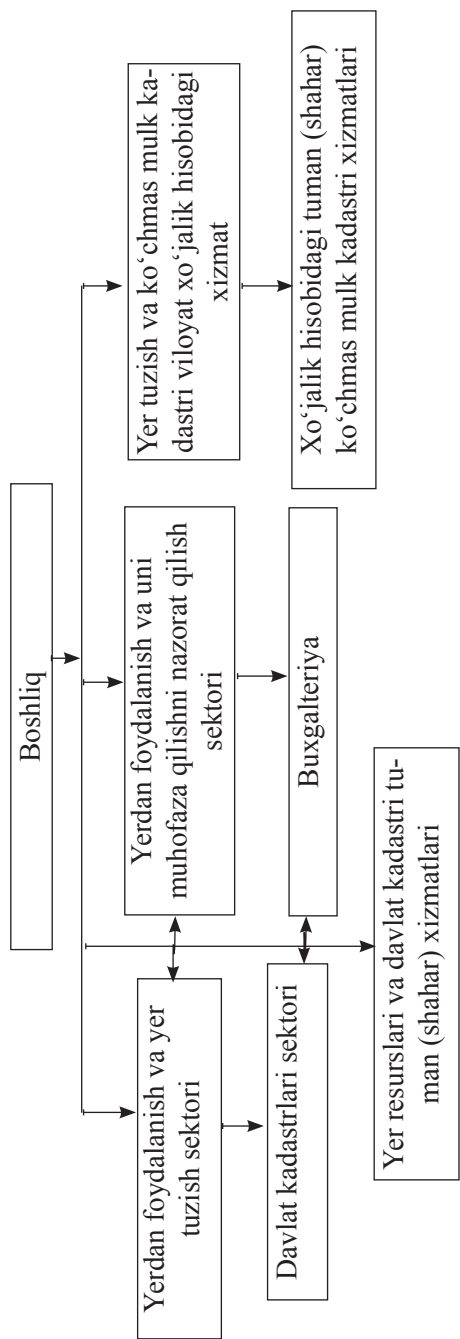 Boshliq
Yerdan foydalanish va yer
tuzish sektori
Yerdan foydalanish va uni
muhofaza qilishni nazorat qilish
sektori
Yer tuzish va ko‘chmas mulk ka-
dastri viloyat xo‘jalik hisobidagi
xizmat
Davlat kadastrlari sektori
Buxgalteriya
Xo‘jalik hisobidagi tuman (shahar)
ko‘chmas mulk kadastri xizmatlari
Yer resurslari va davlat kadastri tu-
man (shahar) xizmatlari